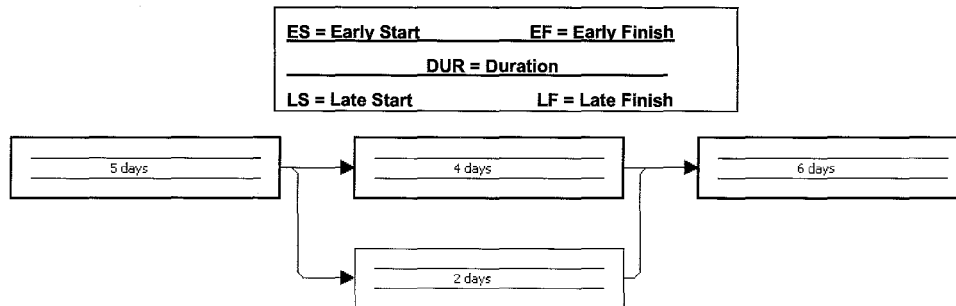 ES = Early Start EF = Early Finish
DUR = Duration
LS = Late Start LF = Late Finish
5 days 4 days 6 days
2 days